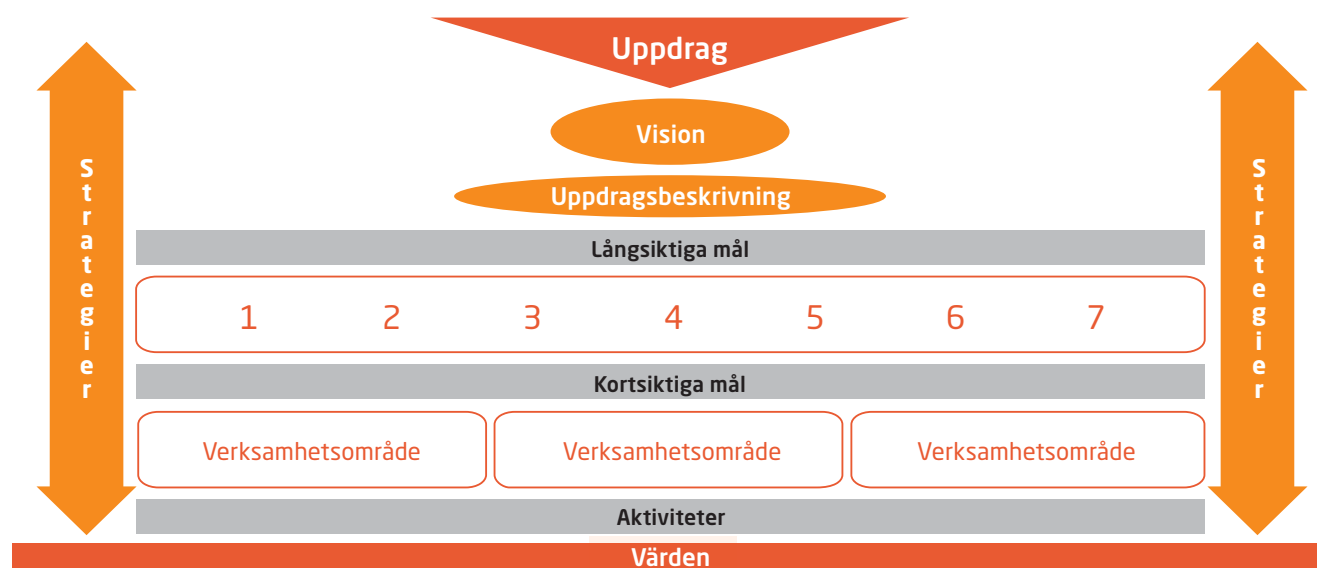 Uppdrag
Vision
Uppdragsbeskrivning
Strategier
Långsiktiga mål
1 2 3 4 5 6 7
Kortsiktiga mål
Verksamhetsområde Verksamhetsområde Verksamhetsområde
Aktiviteter
Strategier
Värden